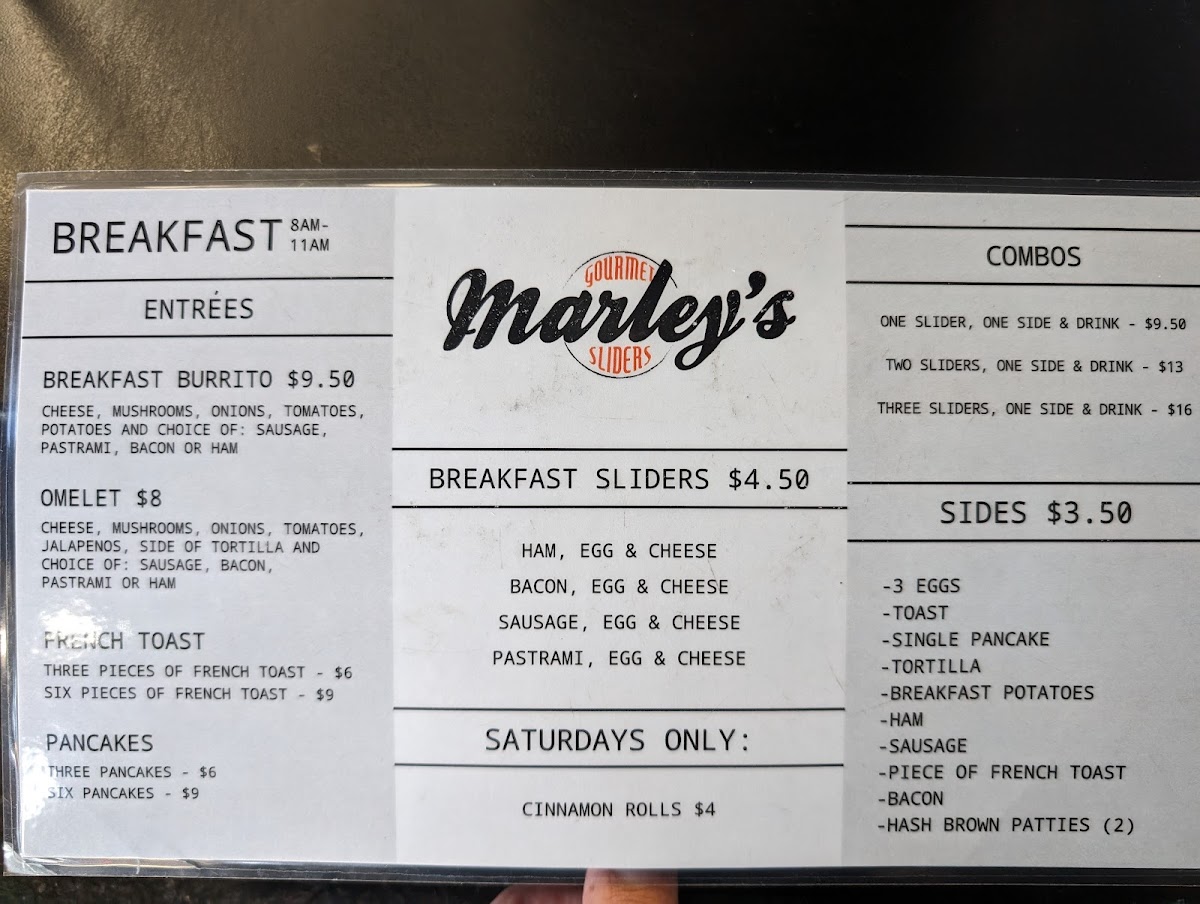 BREAKFAST 8AM-
11AM
ENTRÉES
BREAKFAST BURRITO $9.50
CHEESE, MUSHROOMS, ONIONS, TOMATOES,
POTATOES AND CHOICE OF: SAUSAGE,
PASTRAMI, BACON OR HAM
OMELET $8
CHEESE, MUSHROOMS, ONIONS, TOMATOES,
JALAPENOS, SIDE OF TORTILLA AND
CHOICE OF: SAUSAGE, BACON,
PASTRAMI OR HAM
FRENCH TOAST
THREE PIECES OF FRENCH TOAST - $6
SIX PIECES OF FRENCH TOAST - $9
PANCAKES
THREE PANCAKES - $6
SIX PANCAKES - $9
GOURMET
Marley's
SLIDERS
BREAKFAST SLIDERS $4.50
HAM, EGG & CHEESE
BACON, EGG & CHEESE
SAUSAGE, EGG & CHEESE
PASTRAMI, EGG & CHEESE
SATURDAYS ONLY:
CINNAMON ROLLS $4
COMBOS
ONE SLIDER, ONE SIDE & DRINK - $9.50
TWO SLIDERS, ONE SIDE & DRINK - $13
THREE SLIDERS, ONE SIDE & DRINK - $16
SIDES $3.50
-3 EGGS
-TOAST
-SINGLE PANCAKE
-TORTILLA
-BREAKFAST POTATOES
-HAM
-SAUSAGE
-PIECE OF FRENCH TOAST
-BACON
-HASH BROWN PATTIES (2)